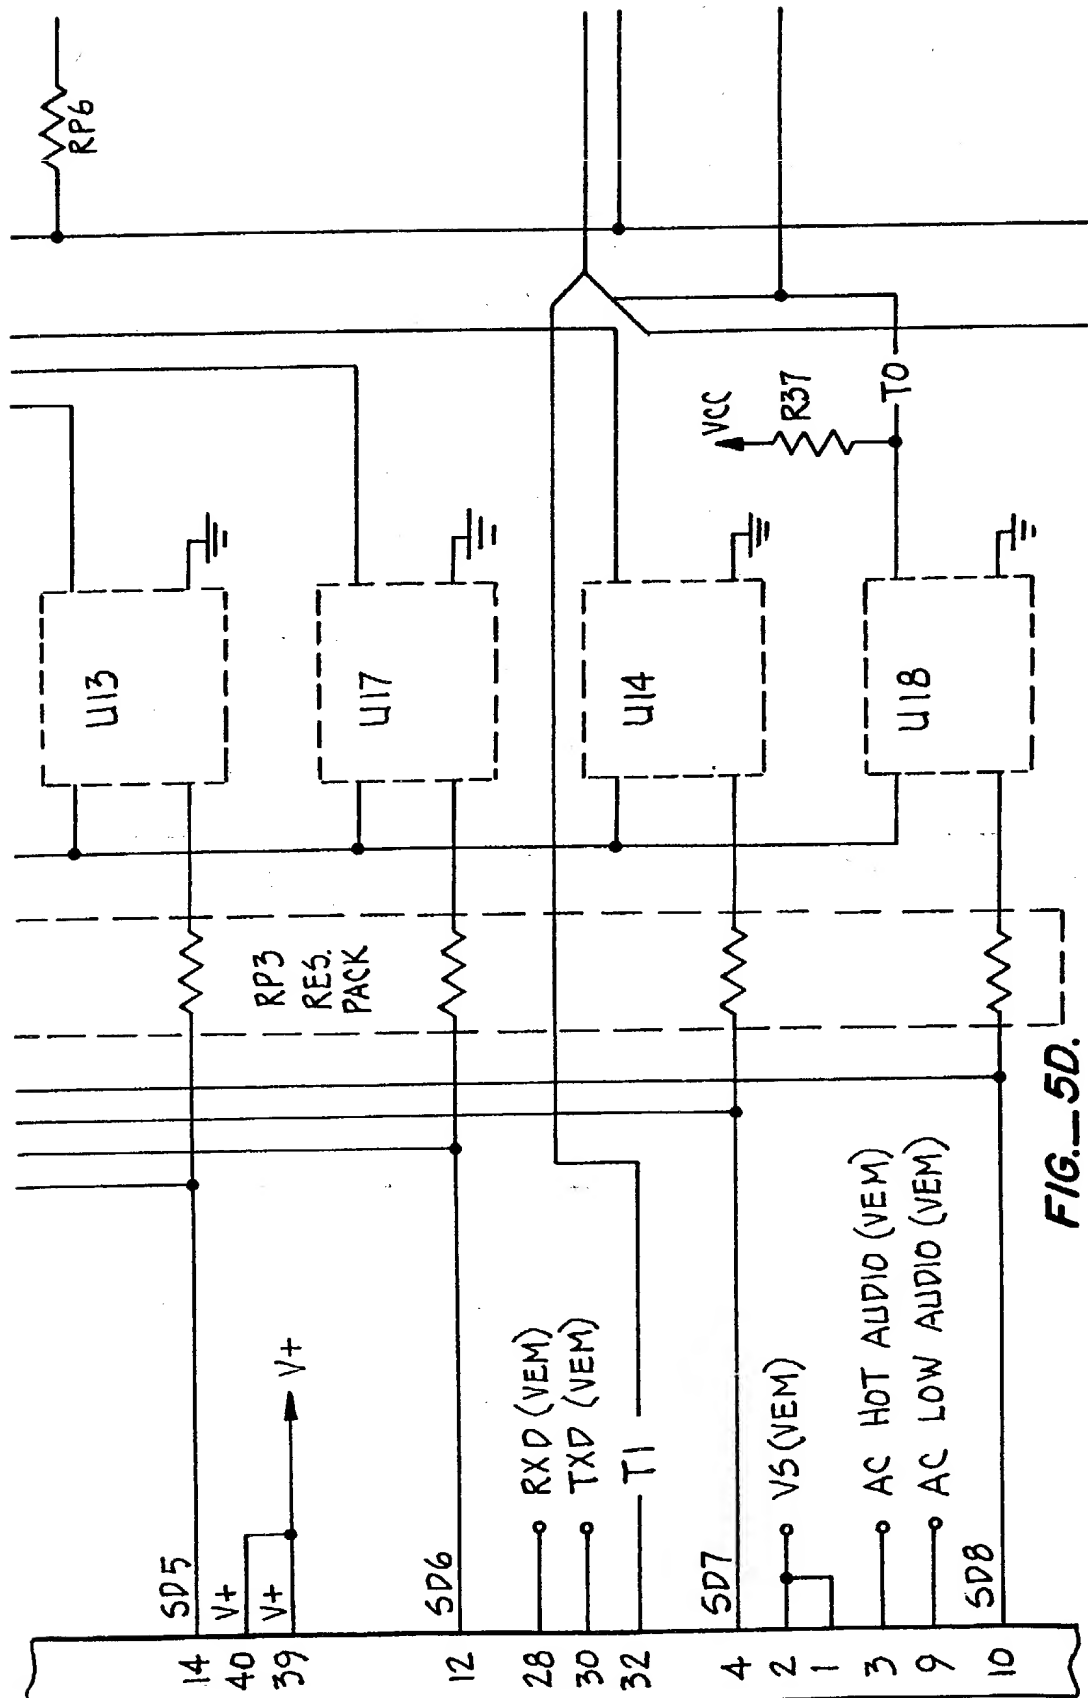 RP6
VCC
R37
T0
U13
U17
U14
U18
RP3
RES.
PACK
V+
RXD (VEM)
TXD (VEM)
T1
VS (VEM)
AC HOT AUDIO (VEM)
AC LOW AUDIO (VEM)
SD5
V+
V+
SD6
SD7
SD8
14
40
39
12
28
30
32
4
2
1
3
9
10
FIG._5D.